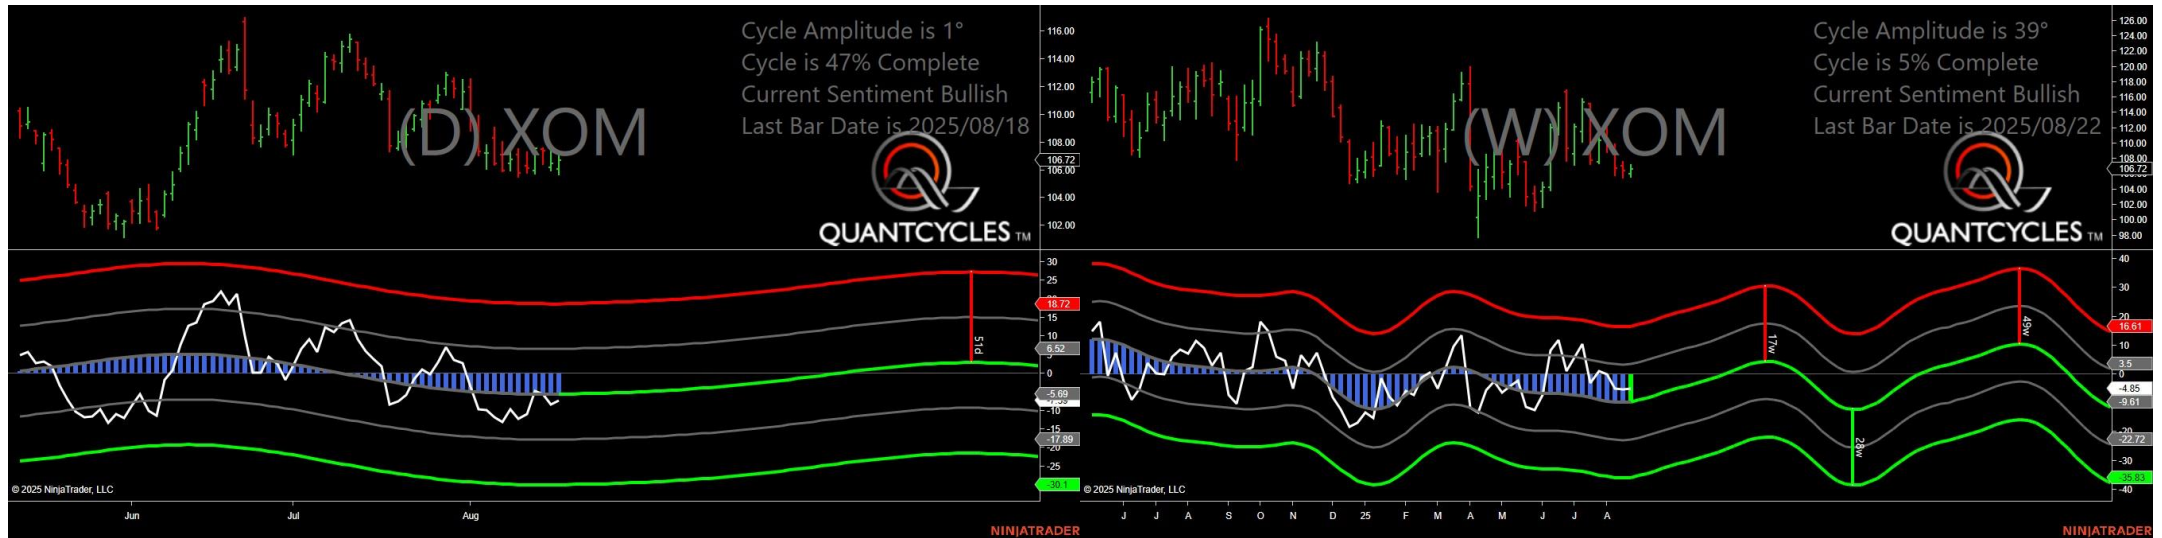 Cycle Amplitude is 1°
Cycle is 47% Complete
Current Sentiment Bullish
Last Bar Date is 2025/08/18
(D) XOM
QUANTCYCLES TM
116.00
114.00
112.00
110.00
108.00
106.72
106.00
104.00
102.00
30
25
18.72
15
10
6.52
0
-5.69
-10
-15
-17.89
-25
-30.1
51d
© 2025 NinjaTrader, LLC
Jun Jul Aug
NINJATRADER
Cycle Amplitude is 39°
Cycle is 5% Complete
Current Sentiment Bullish
Last Bar Date is 2025/08/22
(W) XOM
QUANTCYCLES TM
126.00
124.00
122.00
120.00
118.00
116.00
114.00
112.00
110.00
108.00
106.72
104.00
102.00
100.00
98.00
40
30
20
16.61
10
3.5
0
-4.85
-9.61
-22.72
-30
-35.83
-40
17w
28w
49w
© 2025 NinjaTrader, LLC
J J A S O N D 25 F M A M J J A
NINJATRADER